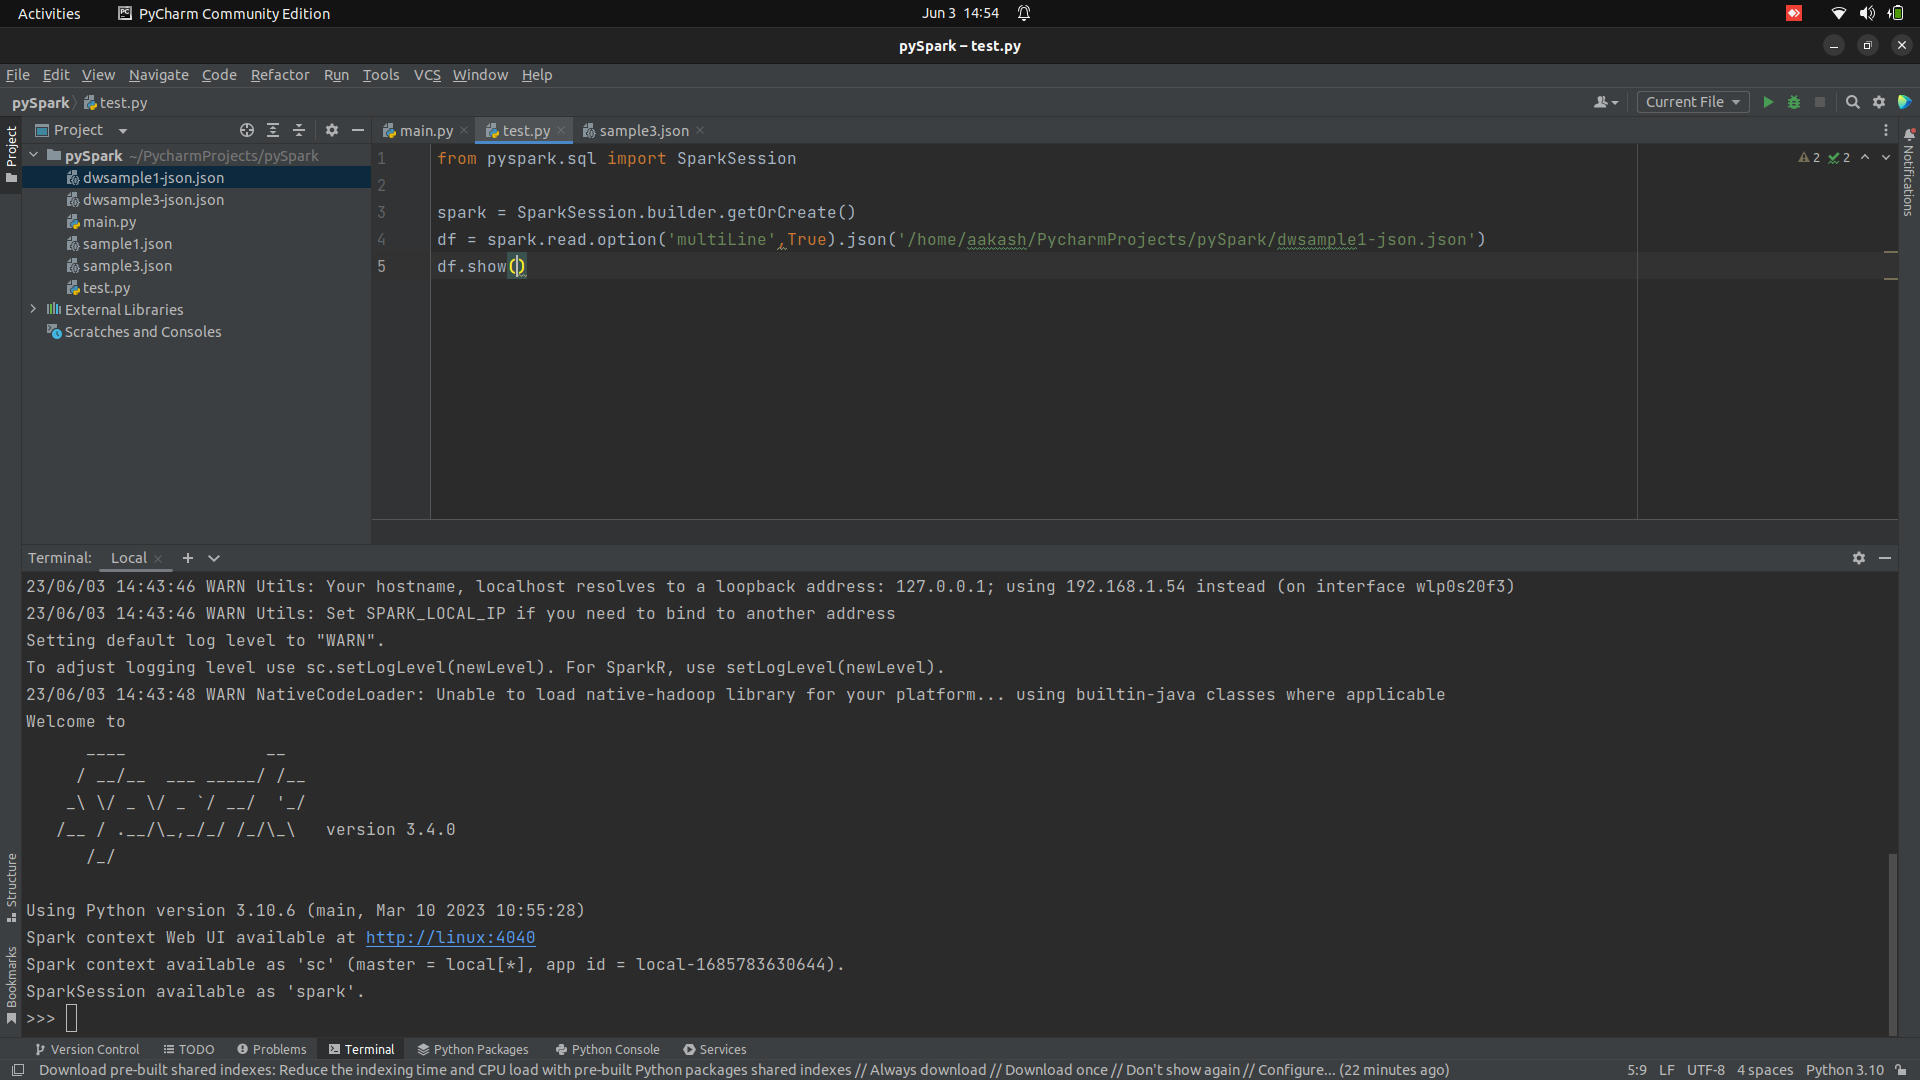 Activities PyCharm Community Edition Jun 3 14:54
pySpark – test.py
File Edit View Navigate Code Refactor Run Tools VCS Window Help
pySpark test.py Current File
Project
Project
pySpark ~/PycharmProjects/pySpark
dwsample1-json.json
dwsample3-json.json
main.py
sample1.json
sample3.json
test.py
External Libraries
Scratches and Consoles
main.py test.py sample3.json
1 from pyspark.sql import SparkSession
2
3 spark = SparkSession.builder.getOrCreate()
4 df = spark.read.option('multiLine',True).json('/home/aakash/PycharmProjects/pySpark/dwsample1-json.json')
5 df.show()
2 2
Notifications
Terminal: Local
23/06/03 14:43:46 WARN Utils: Your hostname, localhost resolves to a loopback address: 127.0.0.1; using 192.168.1.54 instead (on interface wlp0s20f3)
23/06/03 14:43:46 WARN Utils: Set SPARK_LOCAL_IP if you need to bind to another address
Setting default log level to "WARN".
To adjust logging level use sc.setLogLevel(newLevel). For SparkR, use setLogLevel(newLevel).
23/06/03 14:43:48 WARN NativeCodeLoader: Unable to load native-hadoop library for your platform... using builtin-java classes where applicable
Welcome to
      ____              __
     / __/__  ___ _____/ /__
    _\ \/ _ \/ _ `/ __/  '_/
   /__ / .__/\_,_/_/ /_/\_\   version 3.4.0
      /_/
Using Python version 3.10.6 (main, Mar 10 2023 10:55:28)
Spark context Web UI available at http://linux:4040
Spark context available as 'sc' (master = local[*], app id = local-1685783630644).
SparkSession available as 'spark'.
>>>
Structure
Bookmarks
Version Control TODO Problems Terminal Python Packages Python Console Services
Download pre-built shared indexes: Reduce the indexing time and CPU load with pre-built Python packages shared indexes // Always download // Download once // Don't show again // Configure... (22 minutes ago) 5:9 LF UTF-8 4 spaces Python 3.10